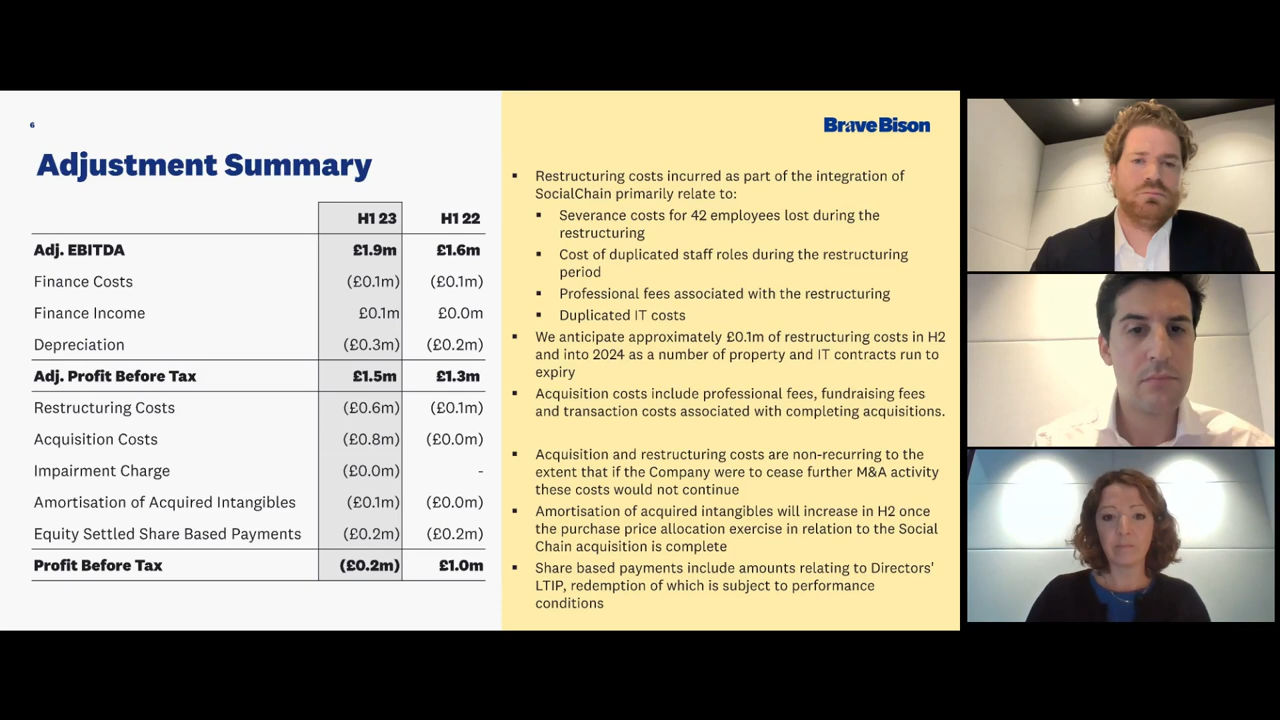 6
BraveBison
Adjustment Summary
H1 23 H1 22
Adj. EBITDA £1.9m £1.6m
Finance Costs (£0.1m) (£0.1m)
Finance Income £0.1m £0.0m
Depreciation (£0.3m) (£0.2m)
Adj. Profit Before Tax £1.5m £1.3m
Restructuring Costs (£0.6m) (£0.1m)
Acquisition Costs (£0.8m) (£0.0m)
Impairment Charge (£0.0m) -
Amortisation of Acquired Intangibles (£0.1m) (£0.0m)
Equity Settled Share Based Payments (£0.2m) (£0.2m)
Profit Before Tax (£0.2m) £1.0m
▪ Restructuring costs incurred as part of the integration of
SocialChain primarily relate to:
▪ Severance costs for 42 employees lost during the
restructuring
▪ Cost of duplicated staff roles during the restructuring
period
▪ Professional fees associated with the restructuring
▪ Duplicated IT costs
▪ We anticipate approximately £0.1m of restructuring costs in H2
and into 2024 as a number of property and IT contracts run to
expiry
▪ Acquisition costs include professional fees, fundraising fees
and transaction costs associated with completing acquisitions.
▪ Acquisition and restructuring costs are non-recurring to the
extent that if the Company were to cease further M&A activity
these costs would not continue
▪ Amortisation of acquired intangibles will increase in H2 once
the purchase price allocation exercise in relation to the Social
Chain acquisition is complete
▪ Share based payments include amounts relating to Directors'
LTIP, redemption of which is subject to performance
conditions